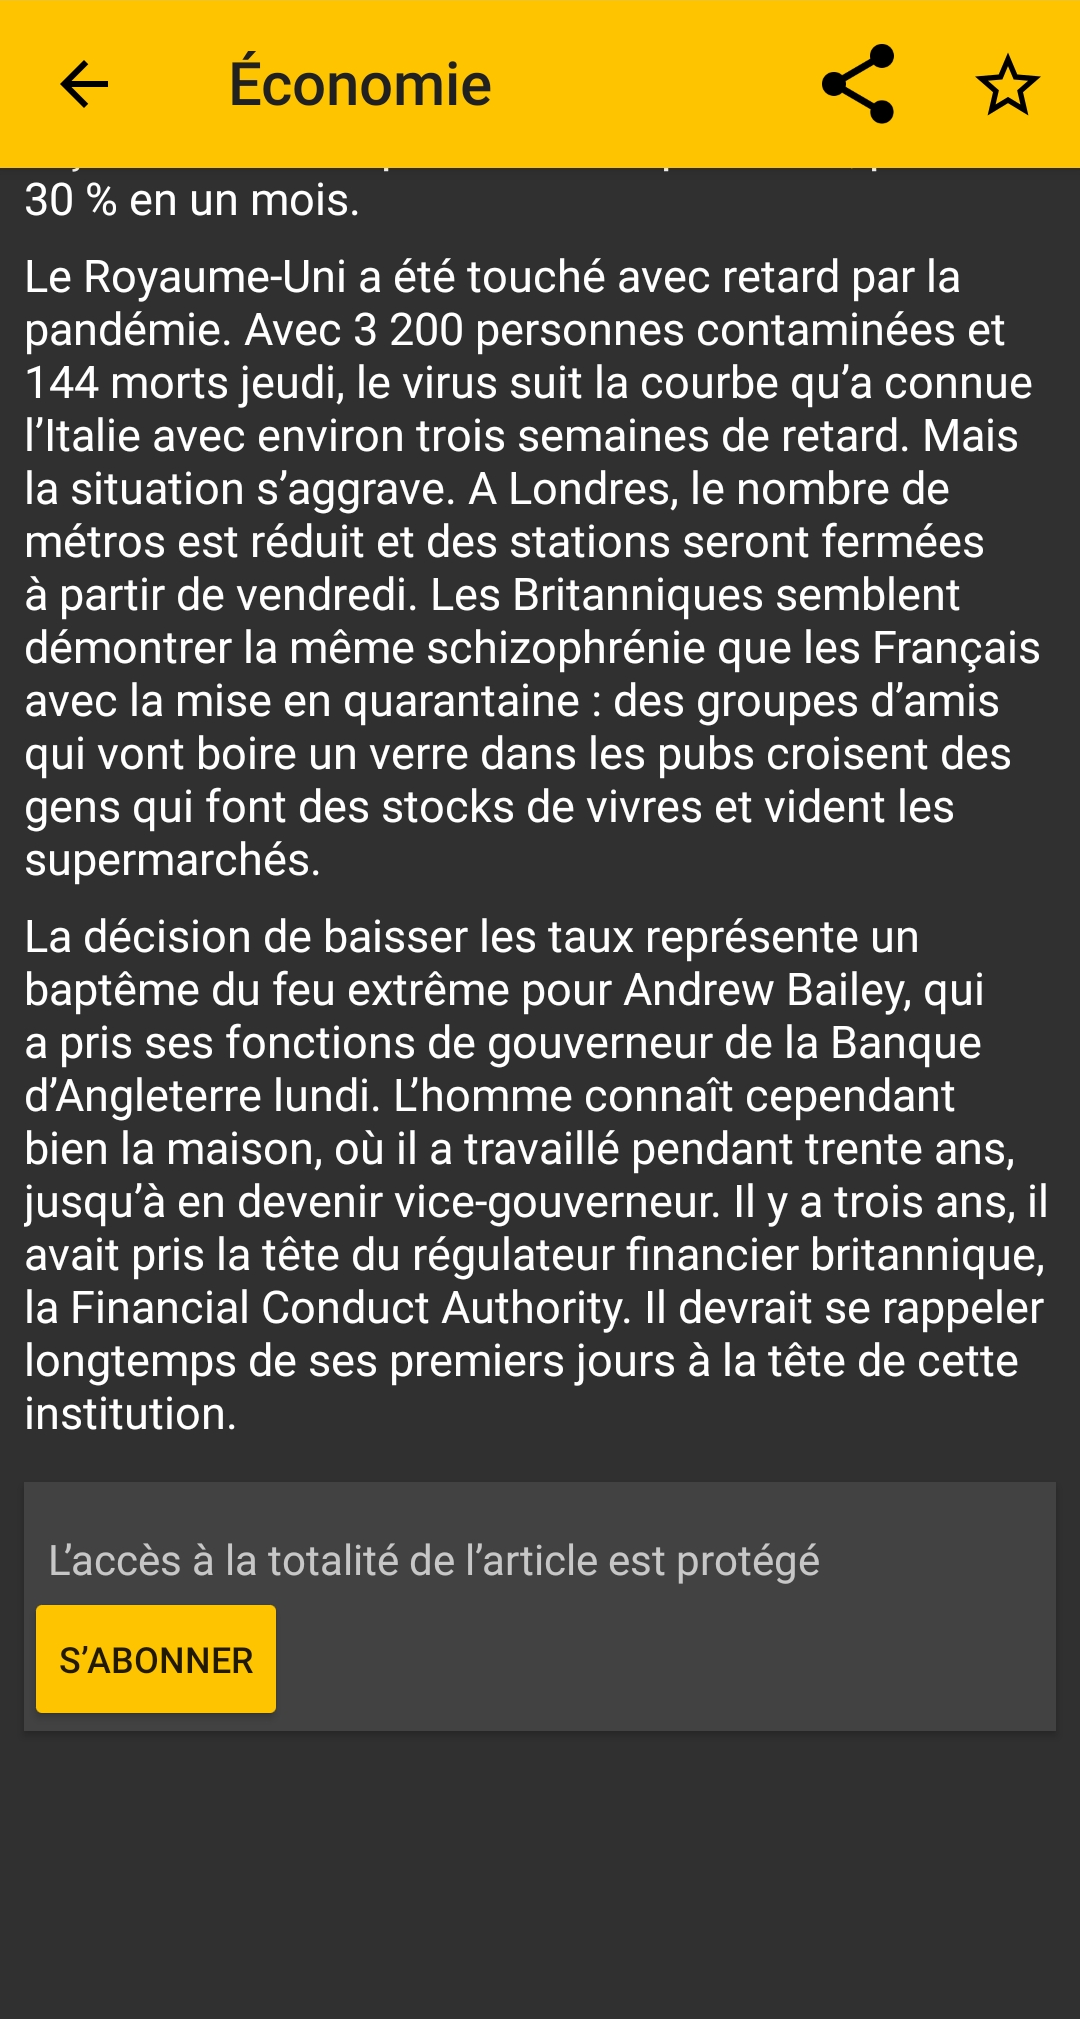 Économie
30 % en un mois.
Le Royaume-Uni a été touché avec retard par la
pandémie. Avec 3 200 personnes contaminées et
144 morts jeudi, le virus suit la courbe qu’a connue
l’Italie avec environ trois semaines de retard. Mais
la situation s’aggrave. A Londres, le nombre de
métros est réduit et des stations seront fermées
à partir de vendredi. Les Britanniques semblent
démontrer la même schizophrénie que les Français
avec la mise en quarantaine : des groupes d’amis
qui vont boire un verre dans les pubs croisent des
gens qui font des stocks de vivres et vident les
supermarchés.
La décision de baisser les taux représente un
baptême du feu extrême pour Andrew Bailey, qui
a pris ses fonctions de gouverneur de la Banque
d’Angleterre lundi. L’homme connaît cependant
bien la maison, où il a travaillé pendant trente ans,
jusqu’à en devenir vice-gouverneur. Il y a trois ans, il
avait pris la tête du régulateur financier britannique,
la Financial Conduct Authority. Il devrait se rappeler
longtemps de ses premiers jours à la tête de cette
institution.
L’accès à la totalité de l’article est protégé
S’ABONNER